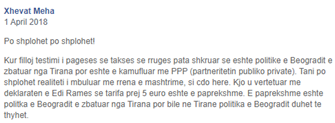 Xhevat Meha
1 April 2018
Po shplohet po shplohet!
Kur filloj testimi i pageses se takses se rruges pata shkruar se eshte politike e Beogradit e
zbatuar nga Tirana por eshte e kamufluar me PPP (partneritetin publiko private). Tani po
shplohet realiteti i mbuluar me rrena e mashtrime, si cdo here. Kjo u vertetuar me
deklaraten e Edi Rames se tarifa prej 5 euro eshte e paprekshme. E paprekshme eshte
politka e Beogradit e zbatuar nga Tirana por bile ne Tirane politika e Beogradit duhet te
thyhet.